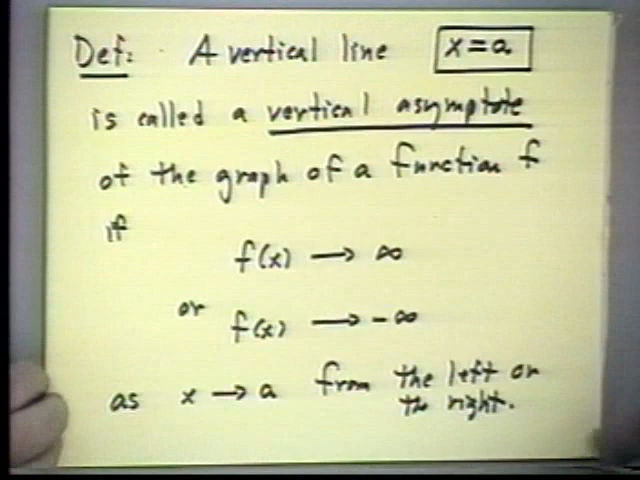 Def: A vertical line x = a
is called a vertical asymptote
of the graph of a function f
if
f(x) → ∞
or f(x) → -∞
as x → a from the left or
the right.